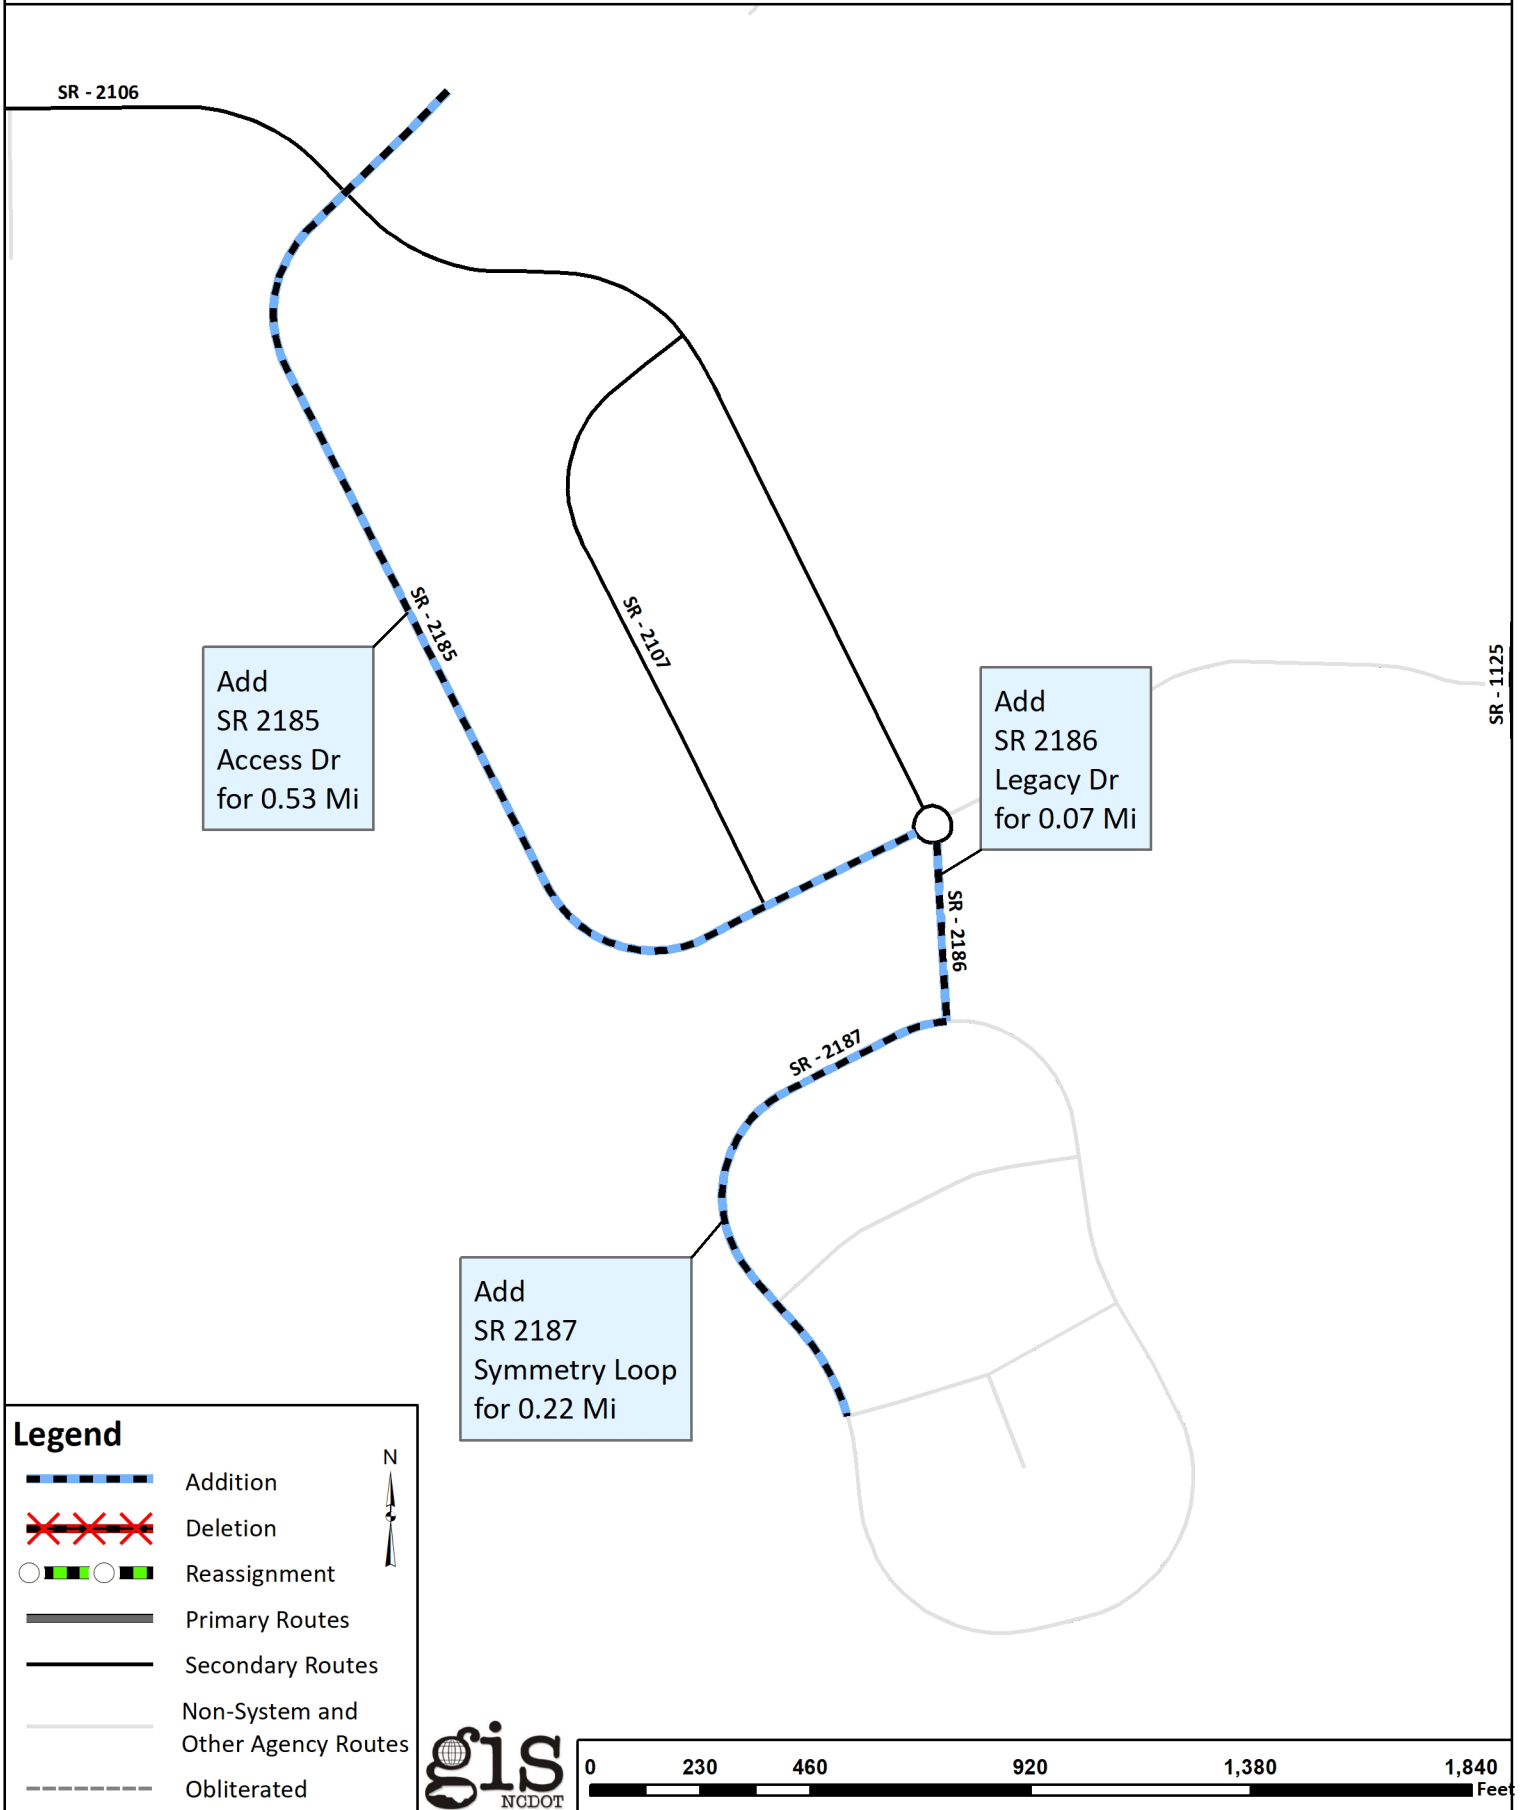 SR - 2106
SR - 2185
SR - 2107
Add
SR 2185
Access Dr
for 0.53 Mi
SR - 1125
Add
SR 2186
Legacy Dr
for 0.07 Mi
SR - 2186
SR - 2187
Add
SR 2187
Symmetry Loop
for 0.22 Mi
Legend
N
Addition
Deletion
Reassignment
Primary Routes
Secondary Routes
Non-System and
Other Agency Routes
Obliterated
gis
NCDOT
0 230 460 920 1,380 1,840
Feet